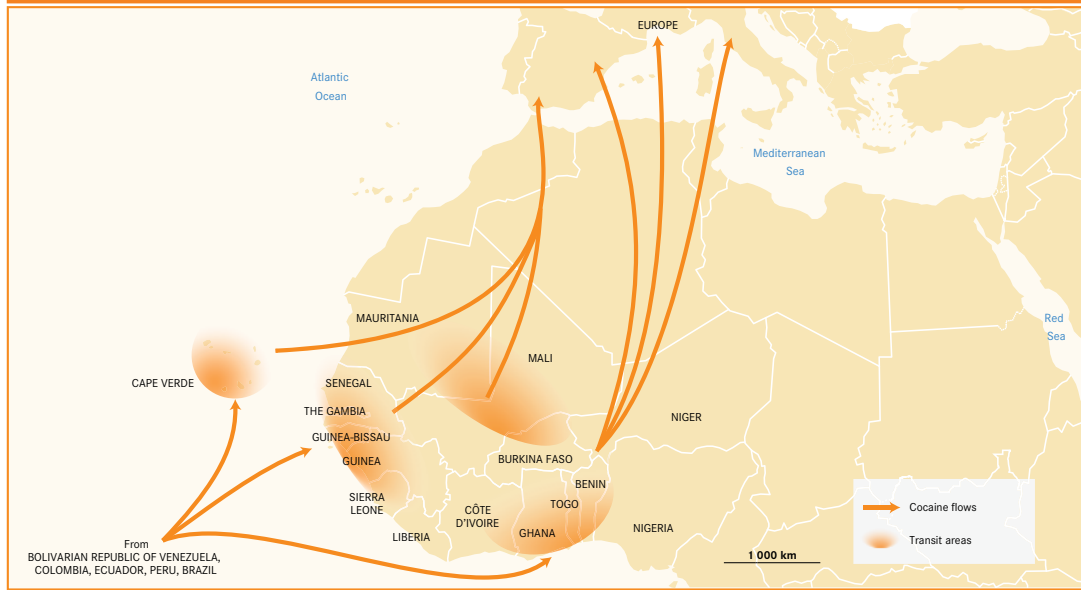 EUROPE
Atlantic
Ocean
Mediterranean
Sea
Red
Sea
MAURITANIA
MALI
CAPE VERDE
SENEGAL
THE GAMBIA
NIGER
GUINEA-BISSAU
GUINEA
BURKINA FASO
BENIN
SIERRA
LEONE
TOGO
CÔTE
D'IVOIRE
GHANA
NIGERIA
LIBERIA
From
BOLIVARIAN REPUBLIC OF VENEZUELA,
COLOMBIA, ECUADOR, PERU, BRAZIL
1 000 km
Cocaine flows
Transit areas